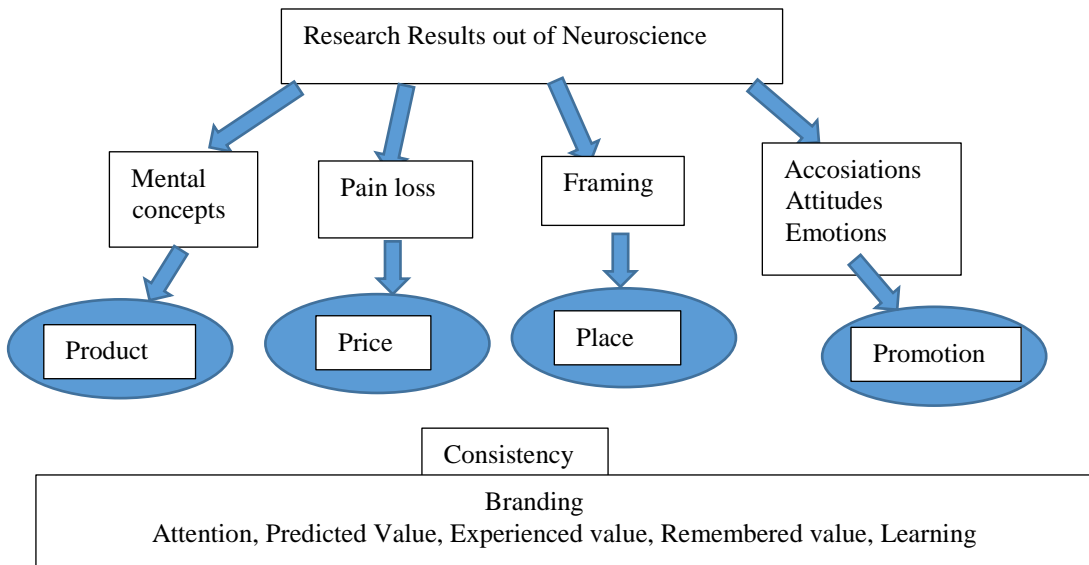 Research Results out of Neuroscience
Mental
concepts
Pain loss
Framing
Accosiations
Attitudes
Emotions
Product
Price
Place
Promotion
Consistency
Branding
Attention, Predicted Value, Experienced value, Remembered value, Learning